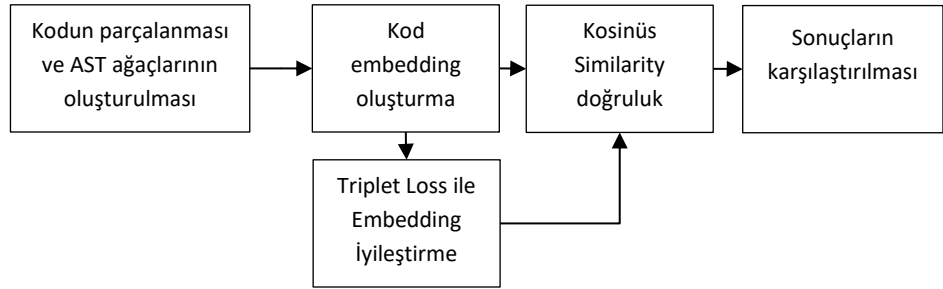 Kodun parçalanması
ve AST ağaçlarının
oluşturulması
Kod
embedding
oluşturma
Kosinüs
Similarity
doğruluk
Sonuçların
karşılaştırılması
Triplet Loss ile
Embedding
İyileştirme